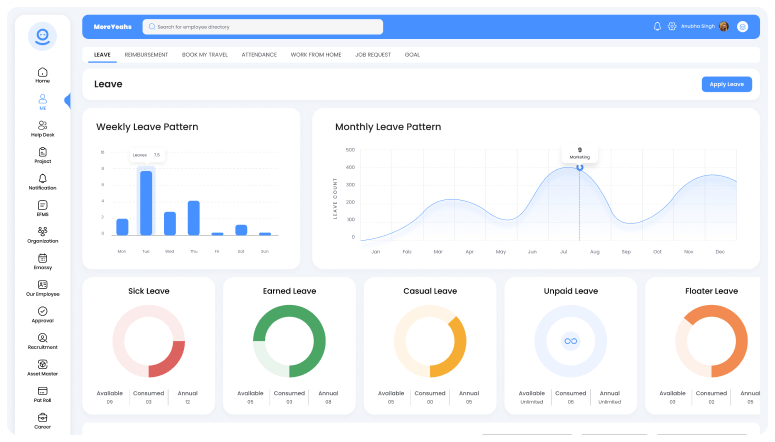 MoreYeahs
Search for employee directory
Anubha Singh
Home
ME
Help Desk
Project
Notification
EFMS
Organization
Emassy
Our Employee
Approval
Recruitment
Asset Master
Pat Roll
Career
LEAVE REIMBURSEMENT BOOK MY TRAVEL ATTENDANCE WORK FROM HOME JOB REQUEST GOAL
Leave
Apply Leave
Weekly Leave Pattern
Leaves 7.5
10
8
6
4
2
0
Mon Tue Wed Thu Fri Sat Sun
Monthly Leave Pattern
9
Marketing
LEAVE COUNT
500
400
300
200
100
0
Jan Feb Mar Apr May Jun Jul Aug Sep Oct Nov Dec
Sick Leave
Available Consumed Annual
09 03 12
Earned Leave
Available Consumed Annual
05 03 08
Casual Leave
Available Consumed Annual
05 00 05
Unpaid Leave
Available Consumed Annual
Unlimited 06 Unlimited
Floater Leave
Available Consumed Annual
03 02 05